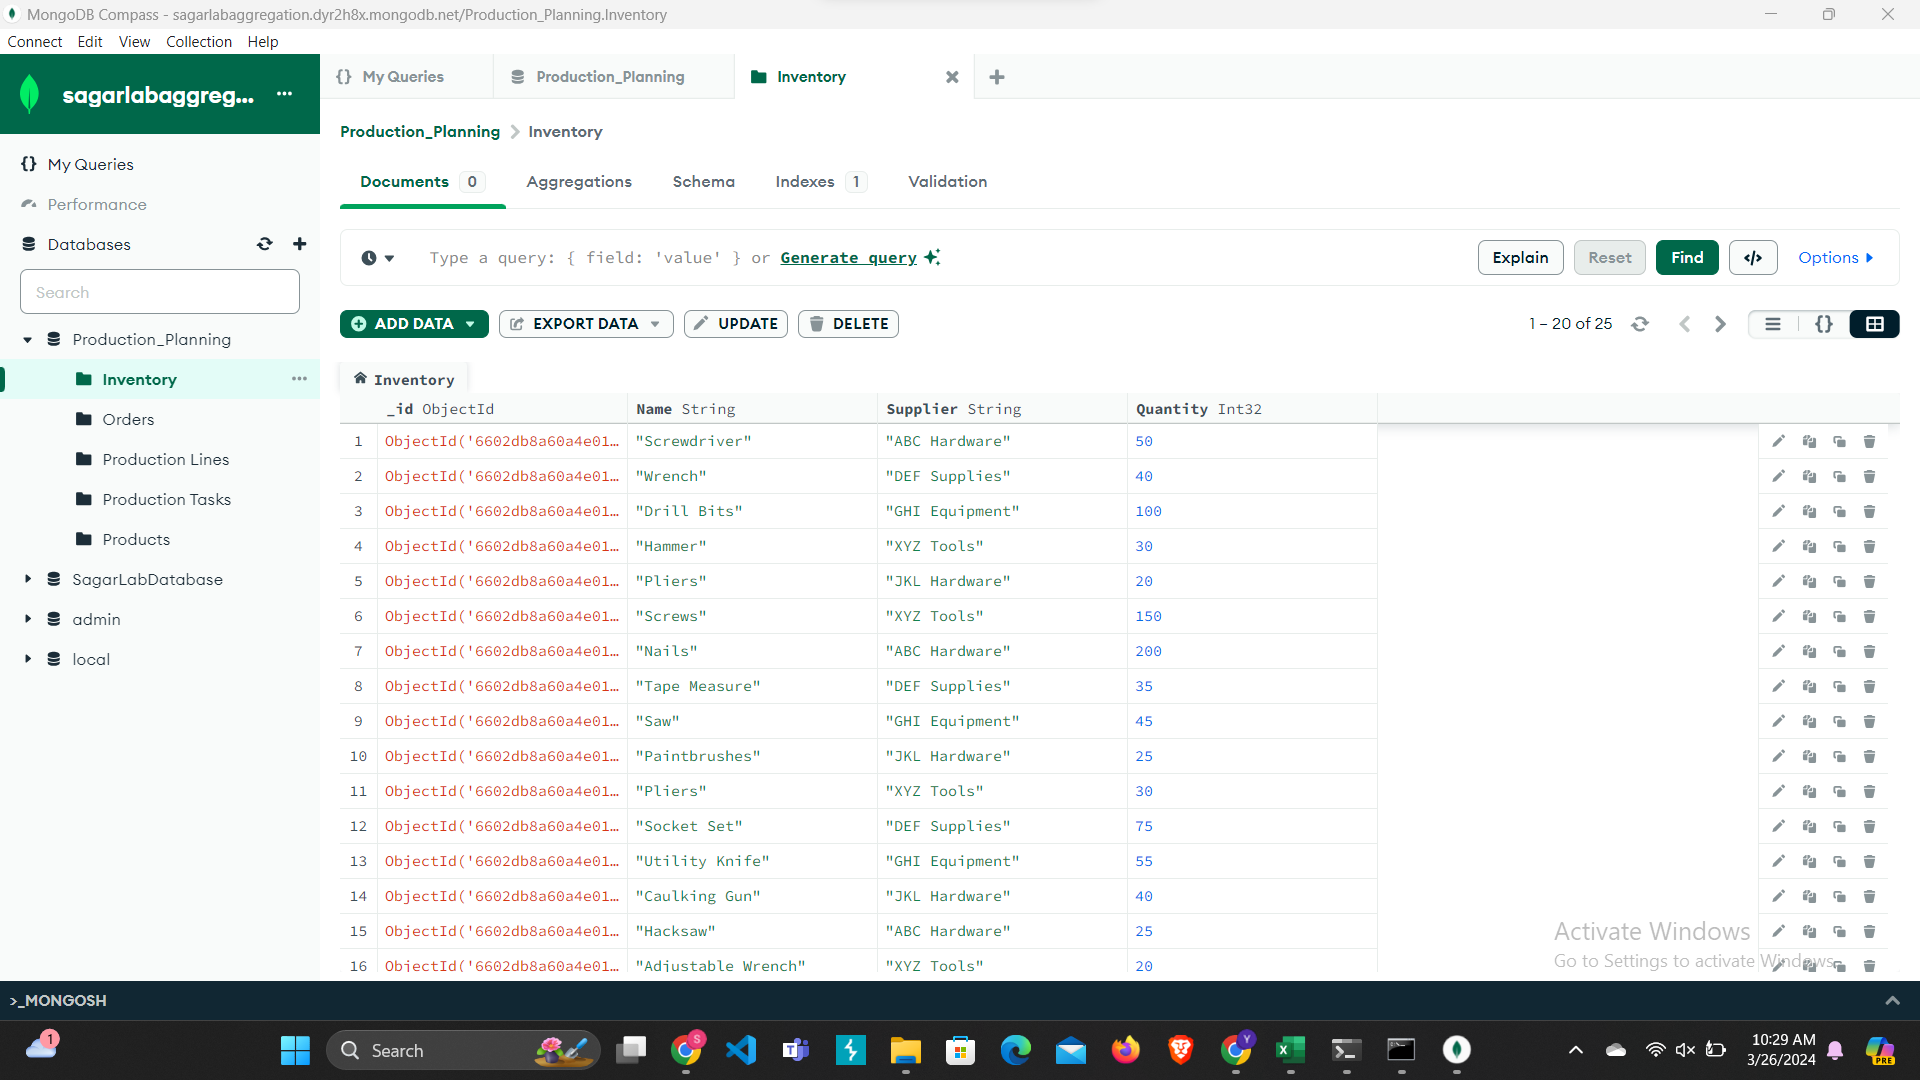 MongoDB Compass - sagarlabaggregation.dyr2h8x.mongodb.net/Production_Planning.Inventory
Connect Edit View Collection Help
sagarlabaggreg... ...
{} My Queries
Production_Planning
Inventory
My Queries
Performance
Databases
Search
Production_Planning
Inventory
Orders
Production Lines
Production Tasks
Products
SagarLabDatabase
admin
local
Production_Planning > Inventory
Documents 0 Aggregations Schema Indexes 1 Validation
Type a query: { field: 'value' } or Generate query
Explain Reset Find </> Options
ADD DATA EXPORT DATA UPDATE DELETE 1 – 20 of 25 {}
Inventory
_id ObjectId Name String Supplier String Quantity Int32
1 ObjectId('6602db8a60a4e01… "Screwdriver" "ABC Hardware" 50
2 ObjectId('6602db8a60a4e01… "Wrench" "DEF Supplies" 40
3 ObjectId('6602db8a60a4e01… "Drill Bits" "GHI Equipment" 100
4 ObjectId('6602db8a60a4e01… "Hammer" "XYZ Tools" 30
5 ObjectId('6602db8a60a4e01… "Pliers" "JKL Hardware" 20
6 ObjectId('6602db8a60a4e01… "Screws" "XYZ Tools" 150
7 ObjectId('6602db8a60a4e01… "Nails" "ABC Hardware" 200
8 ObjectId('6602db8a60a4e01… "Tape Measure" "DEF Supplies" 35
9 ObjectId('6602db8a60a4e01… "Saw" "GHI Equipment" 45
10 ObjectId('6602db8a60a4e01… "Paintbrushes" "JKL Hardware" 25
11 ObjectId('6602db8a60a4e01… "Pliers" "XYZ Tools" 30
12 ObjectId('6602db8a60a4e01… "Socket Set" "DEF Supplies" 75
13 ObjectId('6602db8a60a4e01… "Utility Knife" "GHI Equipment" 55
14 ObjectId('6602db8a60a4e01… "Caulking Gun" "JKL Hardware" 40
15 ObjectId('6602db8a60a4e01… "Hacksaw" "ABC Hardware" 25
16 ObjectId('6602db8a60a4e01… "Adjustable Wrench" "XYZ Tools" 20
Activate Windows
Go to Settings to activate Windows.
>_MONGOSH
1
Search
S
Y
10:29 AM
3/26/2024
PRE